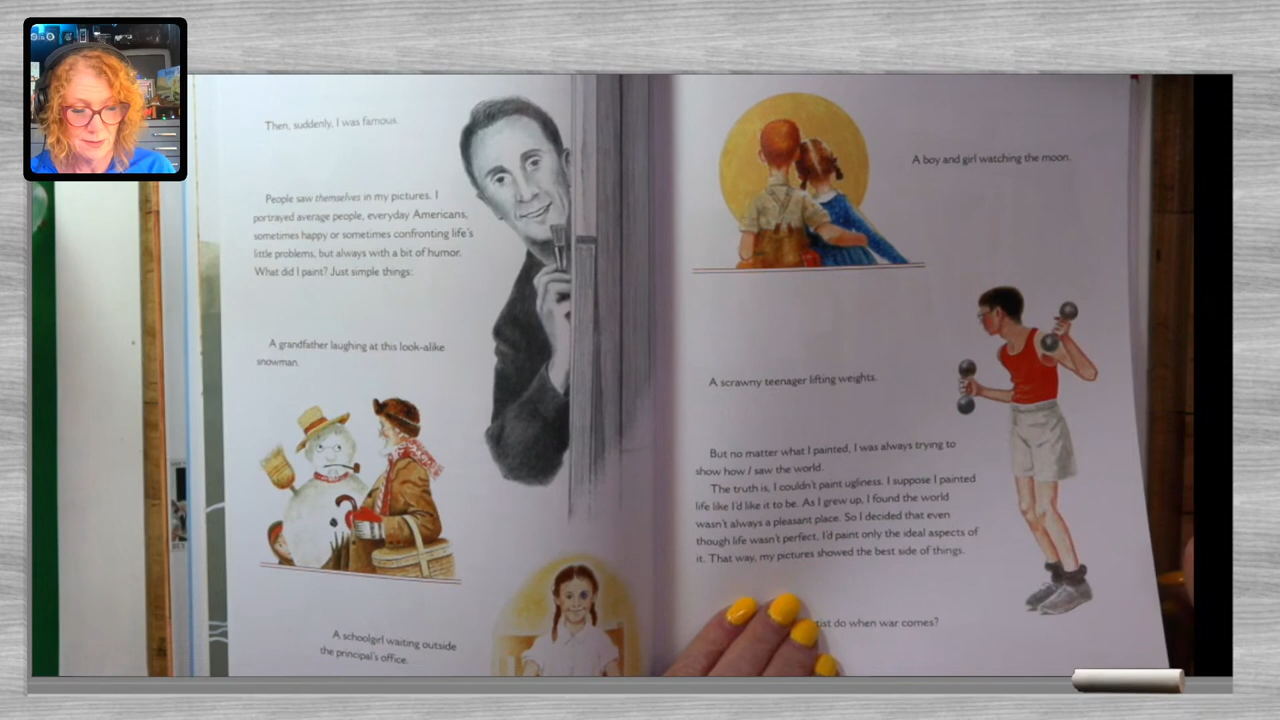 Then, suddenly, I was famous.
People saw themselves in my pictures. I
portrayed average people, everyday Americans,
sometimes happy or sometimes confronting life's
little problems, but always with a bit of humor.
What did I paint? Just simple things:
A grandfather laughing at this look-alike
snowman.
A schoolgirl waiting outside
the principal's office.
A boy and girl watching the moon.
A scrawny teenager lifting weights.
But no matter what I painted, I was always trying to
show how I saw the world.
The truth is, I couldn't paint ugliness. I suppose I painted
life like I'd like it to be. As I grew up, I found the world
wasn't always a pleasant place. So I decided that even
though life wasn't perfect, I'd paint only the ideal aspects of
it. That way, my pictures showed the best side of things.
do when war comes?